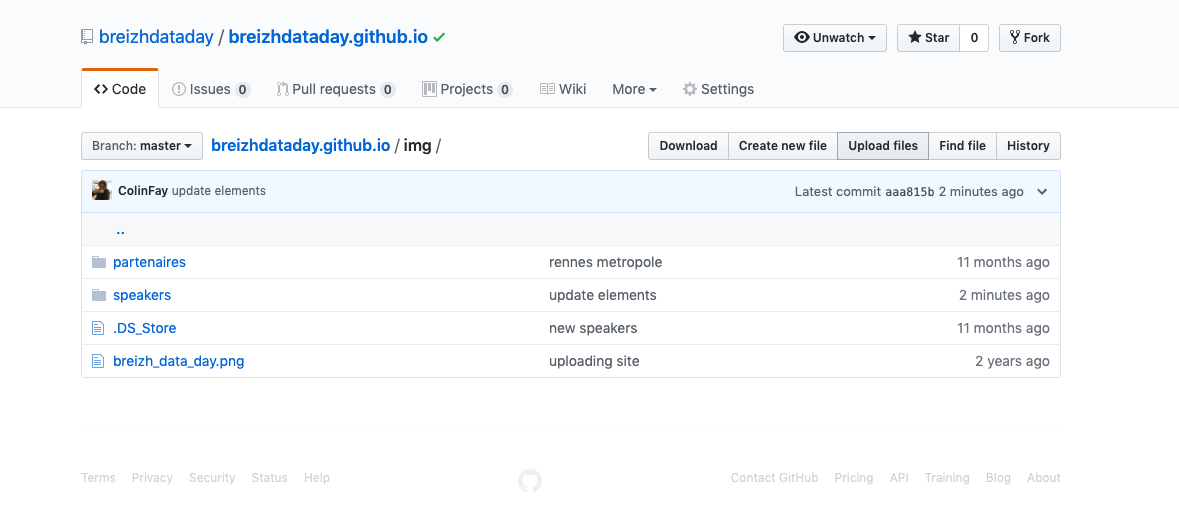 breizhdataday / breizhdataday.github.io Unwatch Star 0 Fork
Code Issues 0 Pull requests 0 Projects 0 Wiki More Settings
Branch: master breizhdataday.github.io / img / Download Create new file Upload files Find file History
ColinFay update elements Latest commit aaa815b 2 minutes ago
..
partenaires rennes metropole 11 months ago
speakers update elements 2 minutes ago
.DS_Store new speakers 11 months ago
breizh_data_day.png uploading site 2 years ago
Terms Privacy Security Status Help Contact GitHub Pricing API Training Blog About